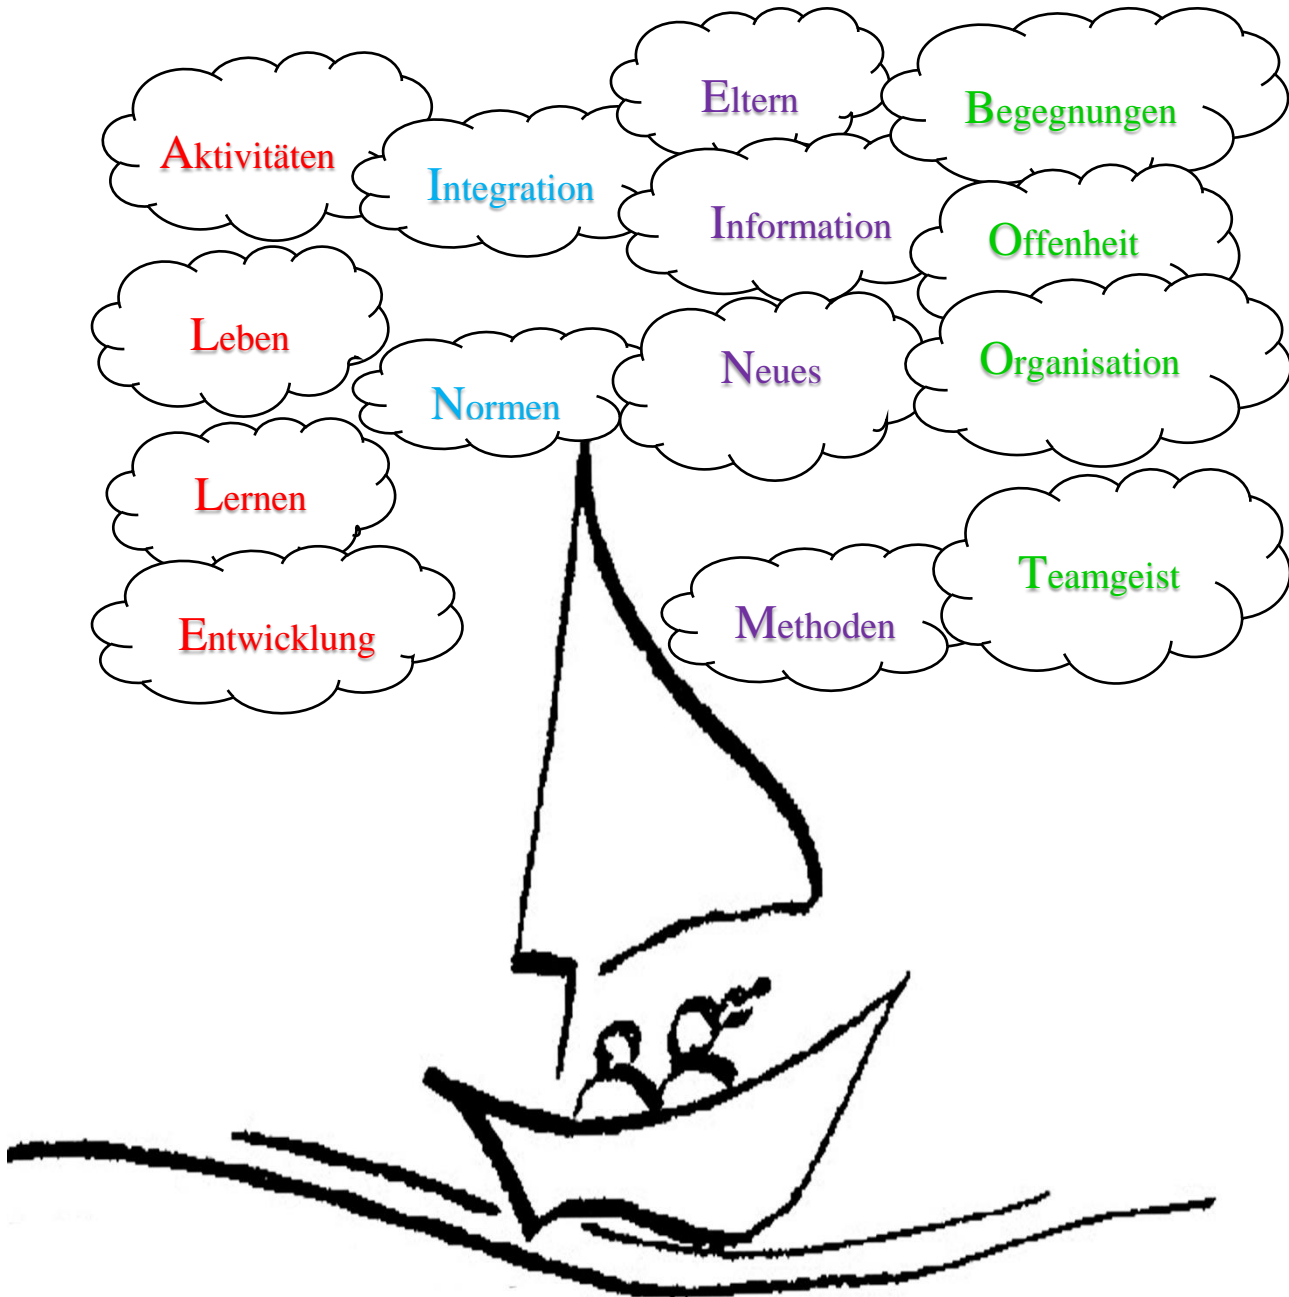 Aktivitäten
Leben
Lernen
Entwicklung
Integration
Normen
Eltern
Information
Neues
Methoden
Begegnungen
Offenheit
Organisation
Teamgeist